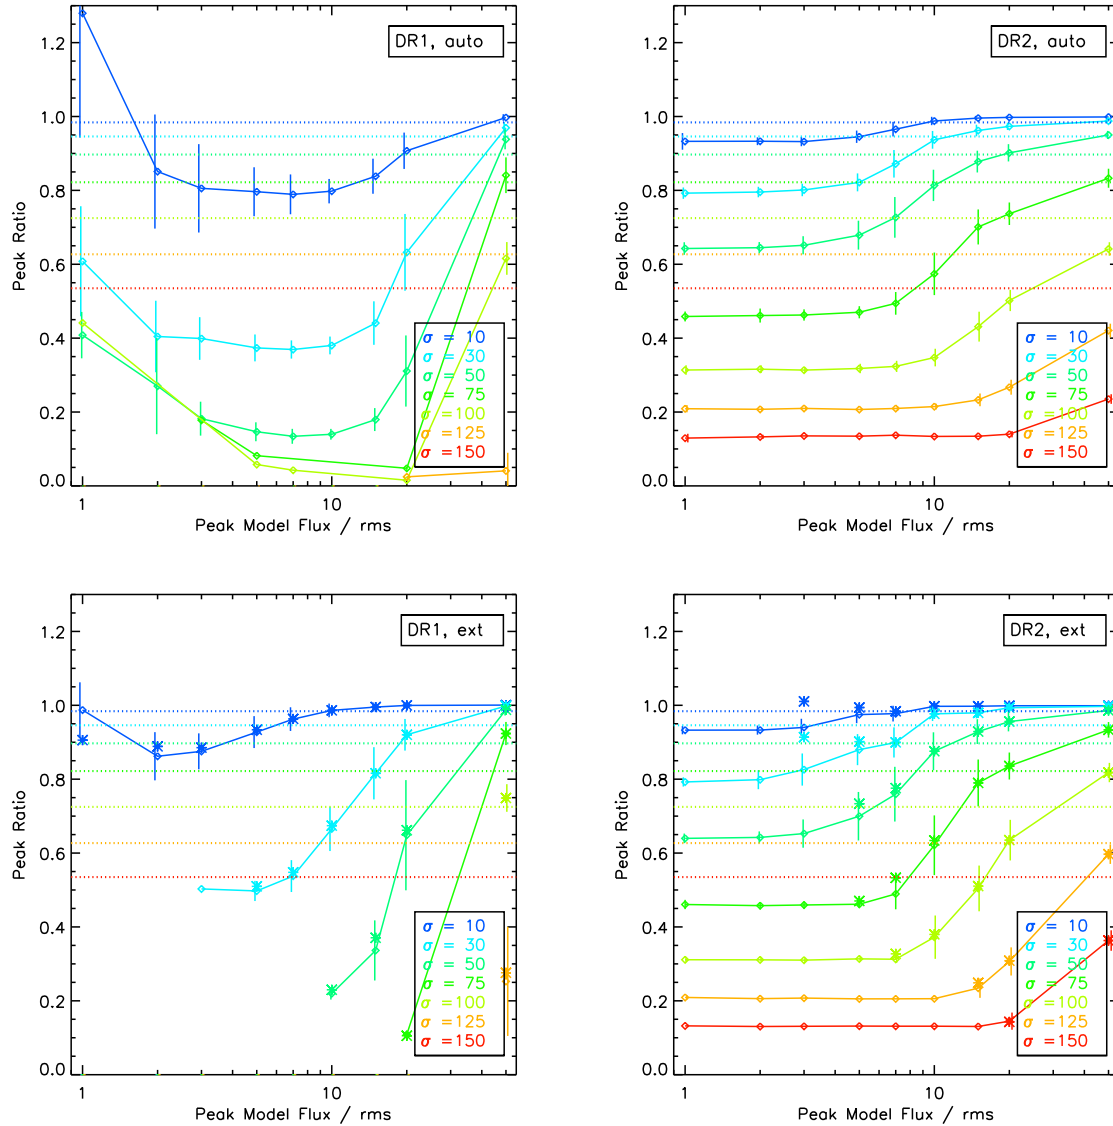 DR1, auto
Peak Ratio
1.2
1.0
0.8
0.6
0.4
0.2
0.0
σ = 10
σ = 30
σ = 50
σ = 75
σ =100
σ =125
σ =150
1
10
Peak Model Flux / rms
DR2, auto
Peak Ratio
1.2
1.0
0.8
0.6
0.4
0.2
0.0
σ = 10
σ = 30
σ = 50
σ = 75
σ =100
σ =125
σ =150
1
10
Peak Model Flux / rms
DR1, ext
Peak Ratio
1.2
1.0
0.8
0.6
0.4
0.2
0.0
σ = 10
σ = 30
σ = 50
σ = 75
σ =100
σ =125
σ =150
1
10
Peak Model Flux / rms
DR2, ext
Peak Ratio
1.2
1.0
0.8
0.6
0.4
0.2
0.0
σ = 10
σ = 30
σ = 50
σ = 75
σ =100
σ =125
σ =150
1
10
Peak Model Flux / rms